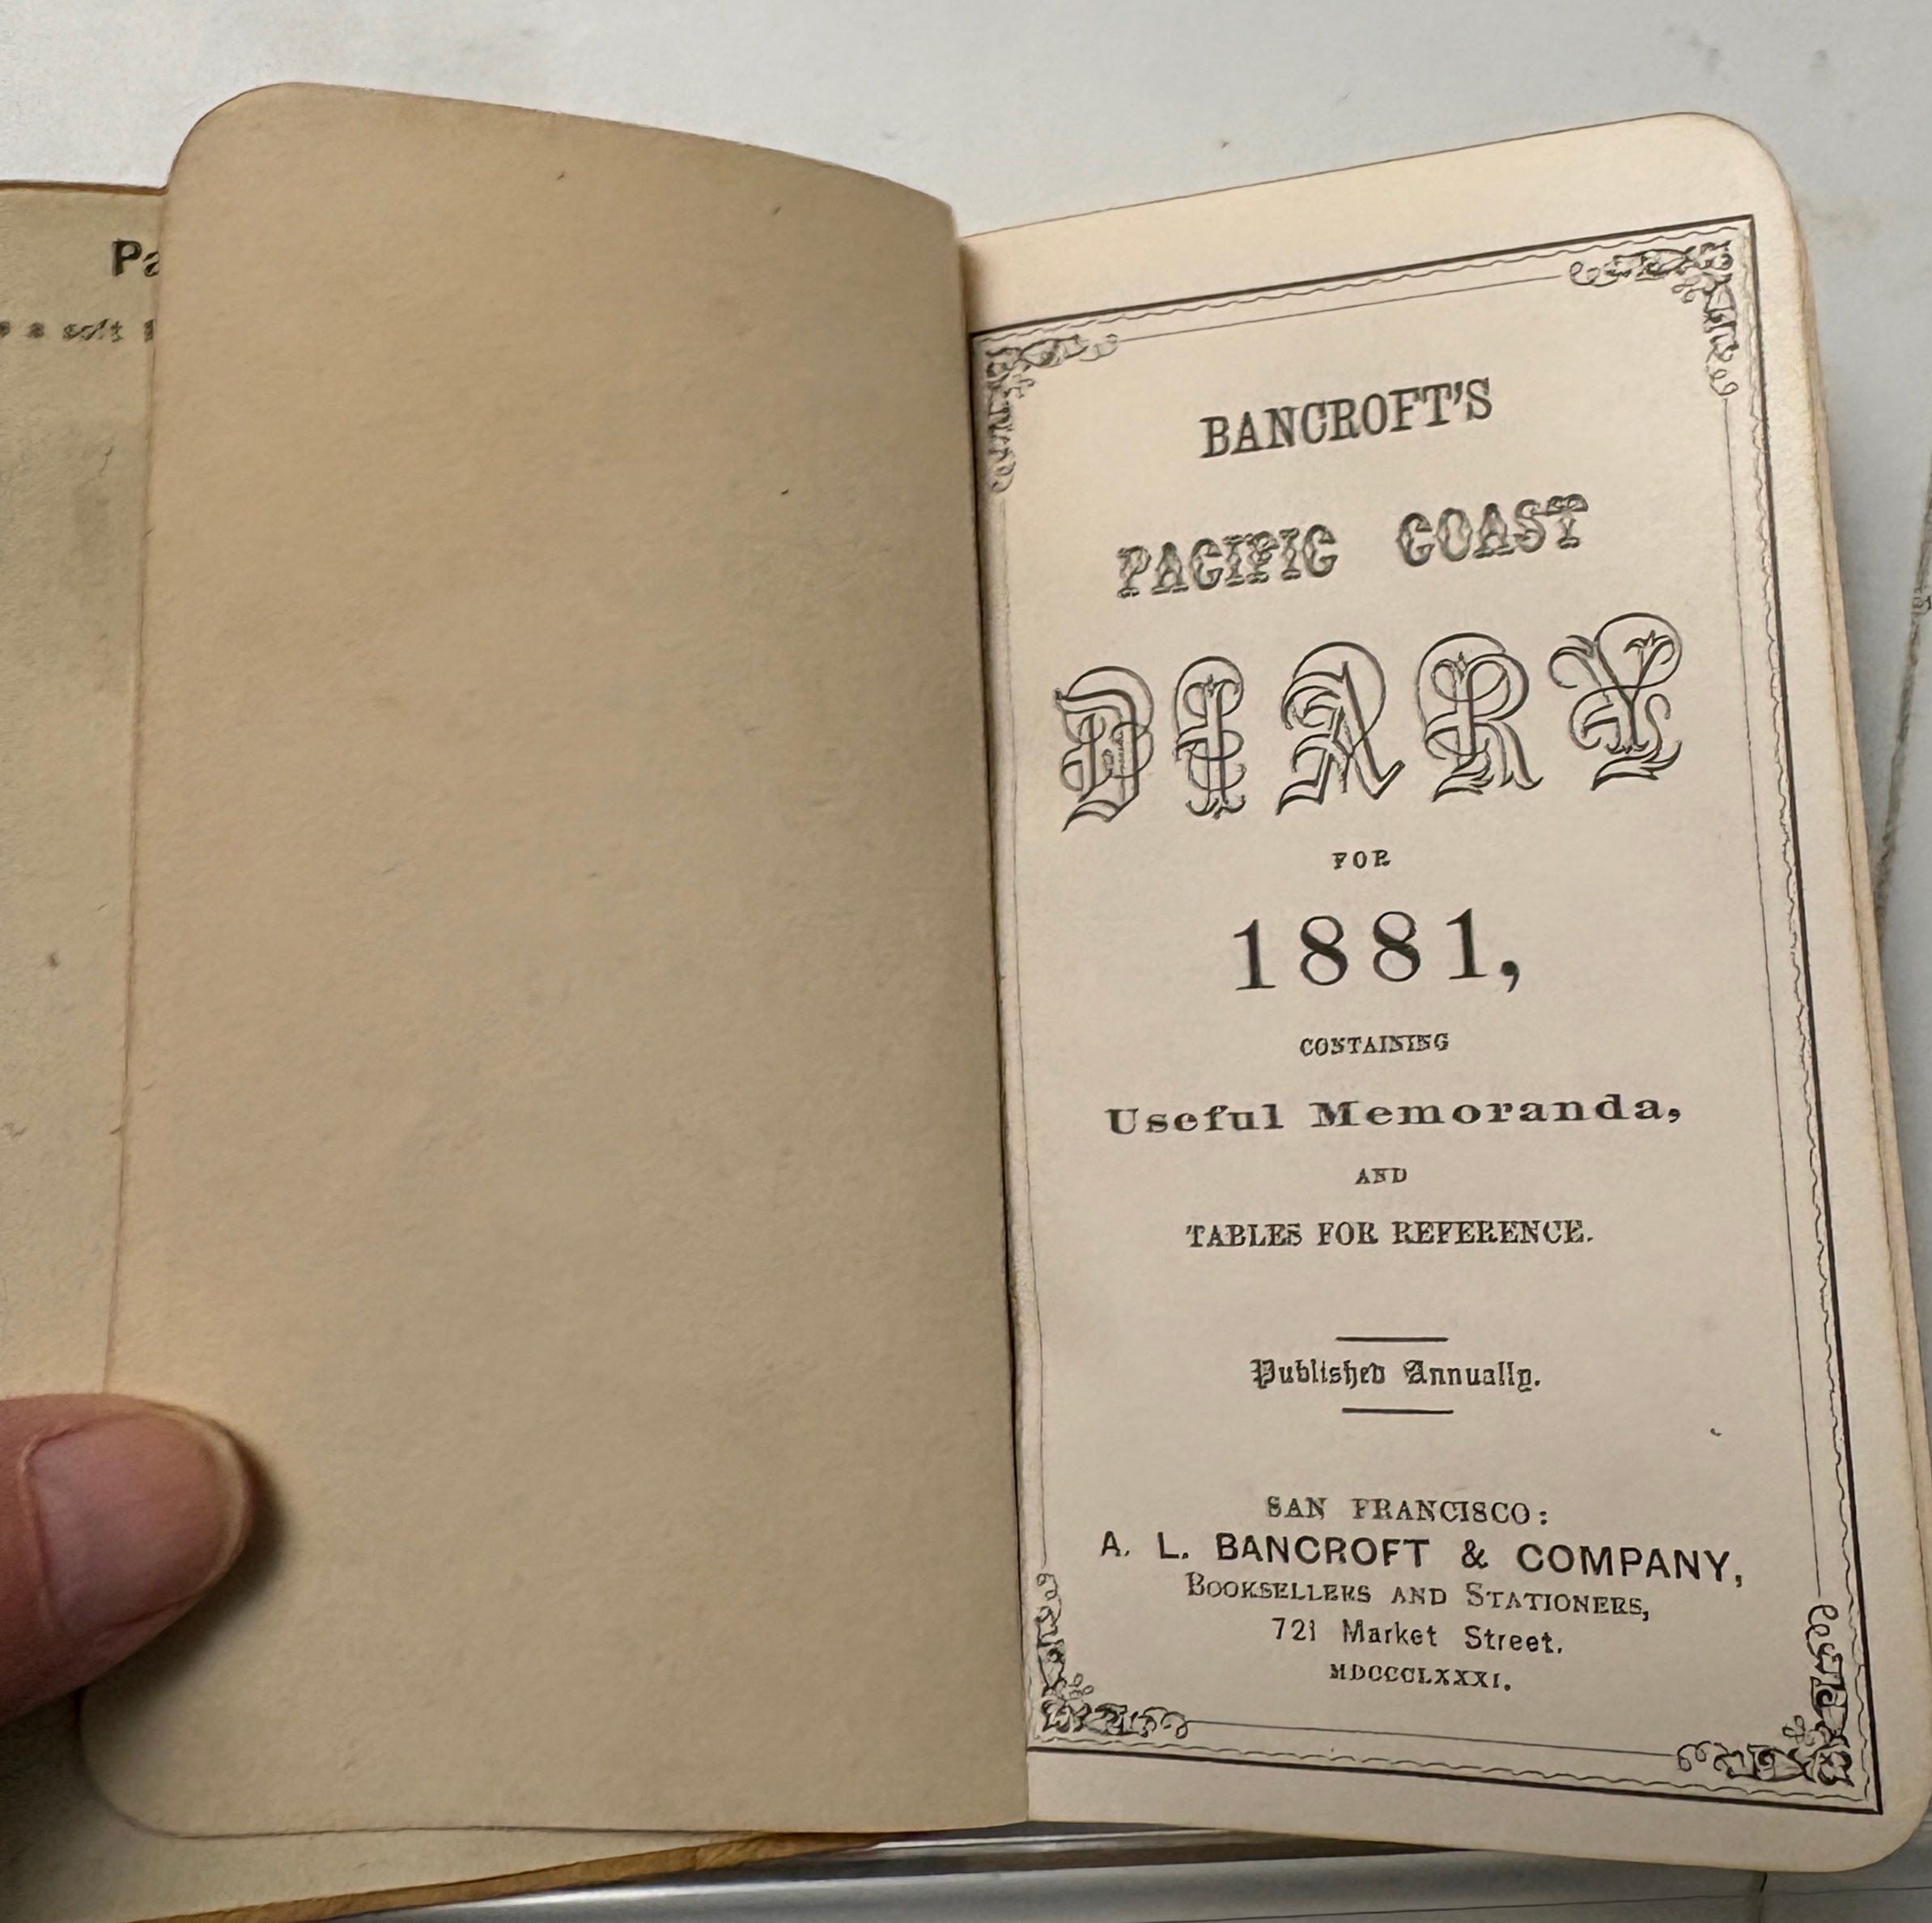 a soft
BANCROFT'S
PACIFIC COAST
DIARY
FOR
1881,
CONTAINING
Useful Memoranda,
AND
TABLES FOR REFERENCE.
Published Annually.
SAN FRANCISCO:
A. L. BANCROFT & COMPANY,
BOOKSELLERS AND STATIONERS,
721 Market Street.
MDCCCLXXXI.